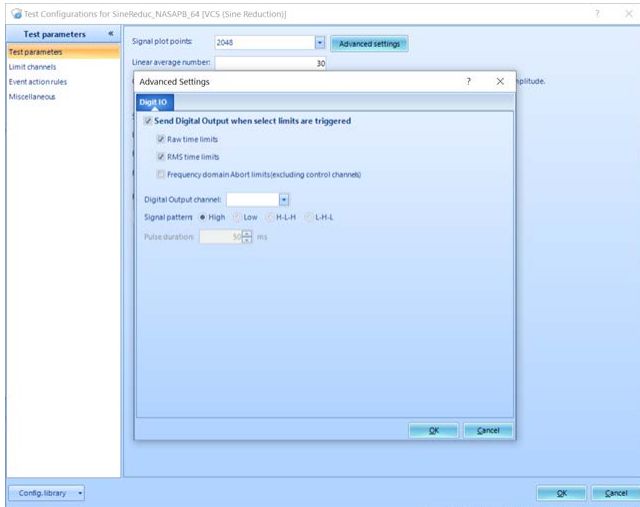 Test Configurations for SineReduc_NASAPB_64 [VCS (Sine Reduction)]
Test parameters «
Test parameters
Limit channels
Event action rules
Miscellaneous
Signal plot points: 2048 Advanced settings
Linear average number: 30
mplitude.
Advanced Settings ?
Digit IO
Send Digital Output when select limits are triggered
Raw time limits
RMS time limits
Frequency domain Abort limits(excluding control channels)
Digital Output channel:
Signal pattern: High Low H-L-H L-H-L
Pulse duration: 50 ms
OK Cancel
Config. library
OK Cancel